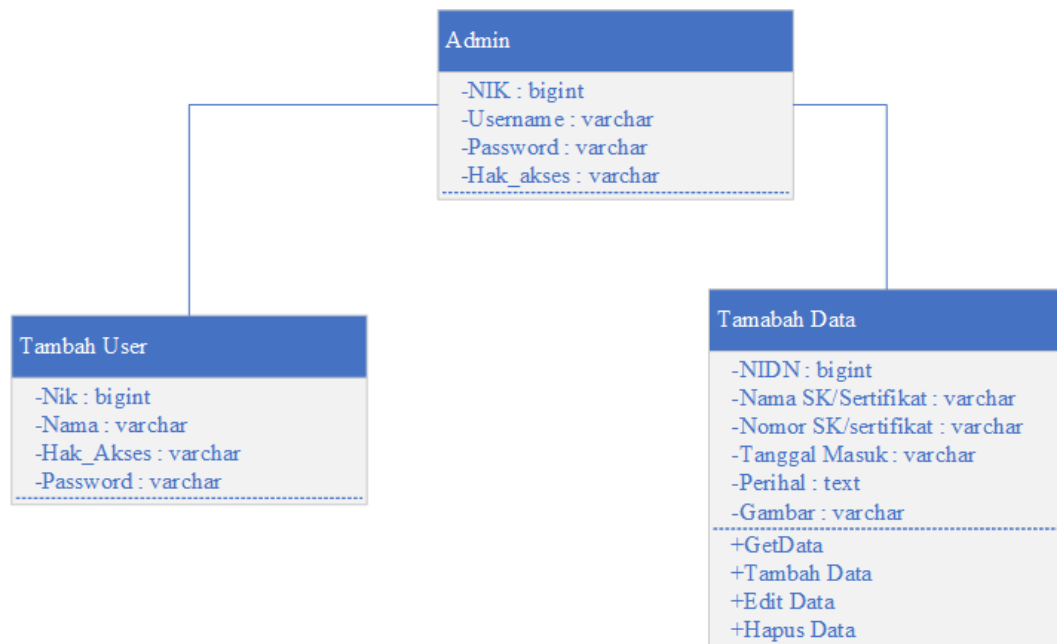 Admin
-NIK : bigint
-Username : varchar
-Password : varchar
-Hak_akses : varchar
Tambah User
-Nik : bigint
-Nama : varchar
-Hak_Akses : varchar
-Password : varchar
Tamabah Data
-NIDN : bigint
-Nama SK/Sertifikat : varchar
-Nomor SK/sertifikat : varchar
-Tanggal Masuk : varchar
-Perihal : text
-Gambar : varchar
+GetData
+Tambah Data
+Edit Data
+Hapus Data